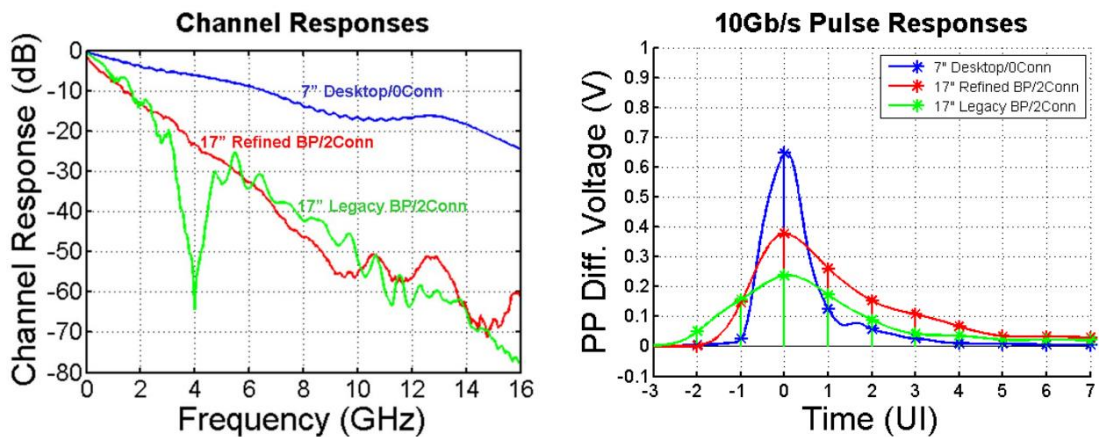 Channel Responses
Channel Response (dB)
0
-10
-20
-30
-40
-50
-60
-70
-80
7” Desktop/0Conn
17” Refined BP/2Conn
17” Legacy BP/2Conn
0 2 4 6 8 10 12 14 16
Frequency (GHz)
10Gb/s Pulse Responses
PP Diff. Voltage (V)
1
0.9
0.8
0.7
0.6
0.5
0.4
0.3
0.2
0.1
0
-0.1
7" Desktop/0Conn
17" Refined BP/2Conn
17" Legacy BP/2Conn
-3 -2 -1 0 1 2 3 4 5 6 7
Time (UI)